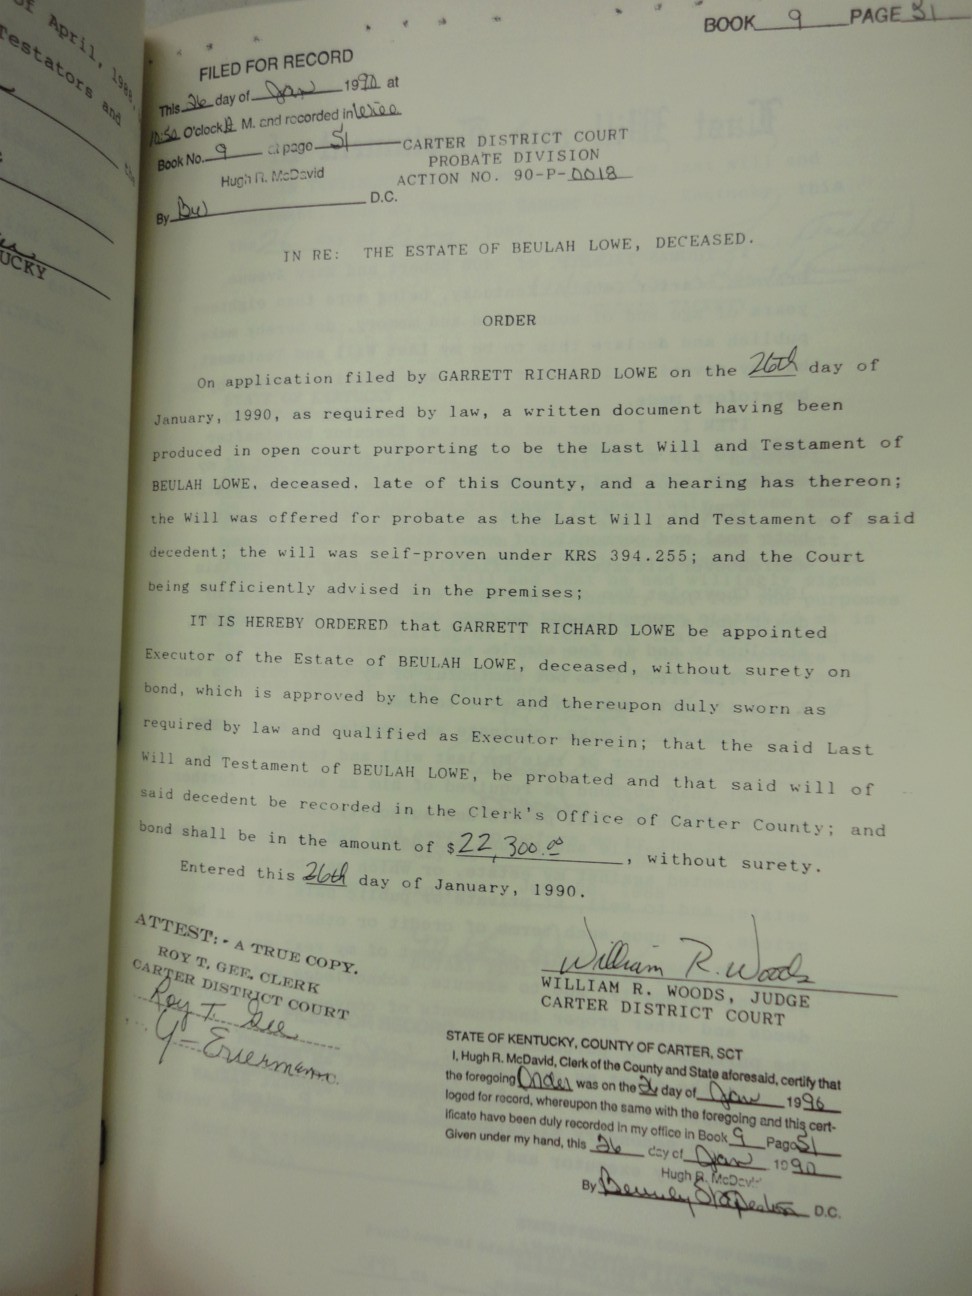 of April, 198
Testators and
the
UCKY
BOOK 9 PAGE 51
FILED FOR RECORD
This 26 day of Jan 1990 at
10:50 O'clock A M. and recorded in
Book No. 9 at page 51
Hugh R. McDavid
By D.C.
CARTER DISTRICT COURT
PROBATE DIVISION
ACTION NO. 90-P-0018
IN RE: THE ESTATE OF BEULAH LOWE, DECEASED.
ORDER
On application filed by GARRETT RICHARD LOWE on the 26th day of
January, 1990, as required by law, a written document having been
produced in open court purporting to be the Last Will and Testament of
BEULAH LOWE, deceased, late of this County, and a hearing has thereon;
the Will was offered for probate as the Last Will and Testament of said
decedent; the will was self-proven under KRS 394.255; and the Court
being sufficiently advised in the premises;
IT IS HEREBY ORDERED that GARRETT RICHARD LOWE be appointed
Executor of the Estate of BEULAH LOWE, deceased, without surety on
bond, which is approved by the Court and thereupon duly sworn as
required by law and qualified as Executor herein; that the said Last
Will and Testament of BEULAH LOWE, be probated and that said will of
said decedent be recorded in the Clerk's Office of Carter County; and
bond shall be in the amount of $22,300.00, without surety.
Entered this 26th day of January, 1990.
ATTEST:- A TRUE COPY.
ROY T. GEE, CLERK
CARTER DISTRICT COURT
Roy T. Gee
William R. Woods
WILLIAM R. WOODS, JUDGE
CARTER DISTRICT COURT
STATE OF KENTUCKY, COUNTY OF CARTER, SCT
I, Hugh R. McDavid, Clerk of the County and State aforesaid, certify that
the foregoing Order was on the 26 day of Jan 1990
loged for record, whereupon the same with the foregoing and this cert-
ificate have been duly recorded in my office in Book 9 Page 51
Given under my hand, this 26 day of Jan 1990
Hugh R. McDavid
By D.C.